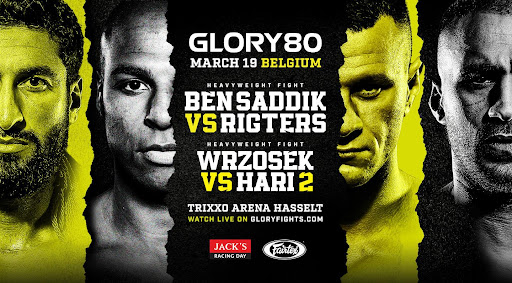 GLORY80
MARCH 19 BELGIUM
HEAVYWEIGHT FIGHT
BEN SADDIK
VS RIGTERS
HEAVYWEIGHT FIGHT
WRZOSEK
VS HARI 2
TRIXXO ARENA HASSELT
WATCH LIVE ON GLORYFIGHTS.COM
JACK'S
RACING DAY
Fairtex